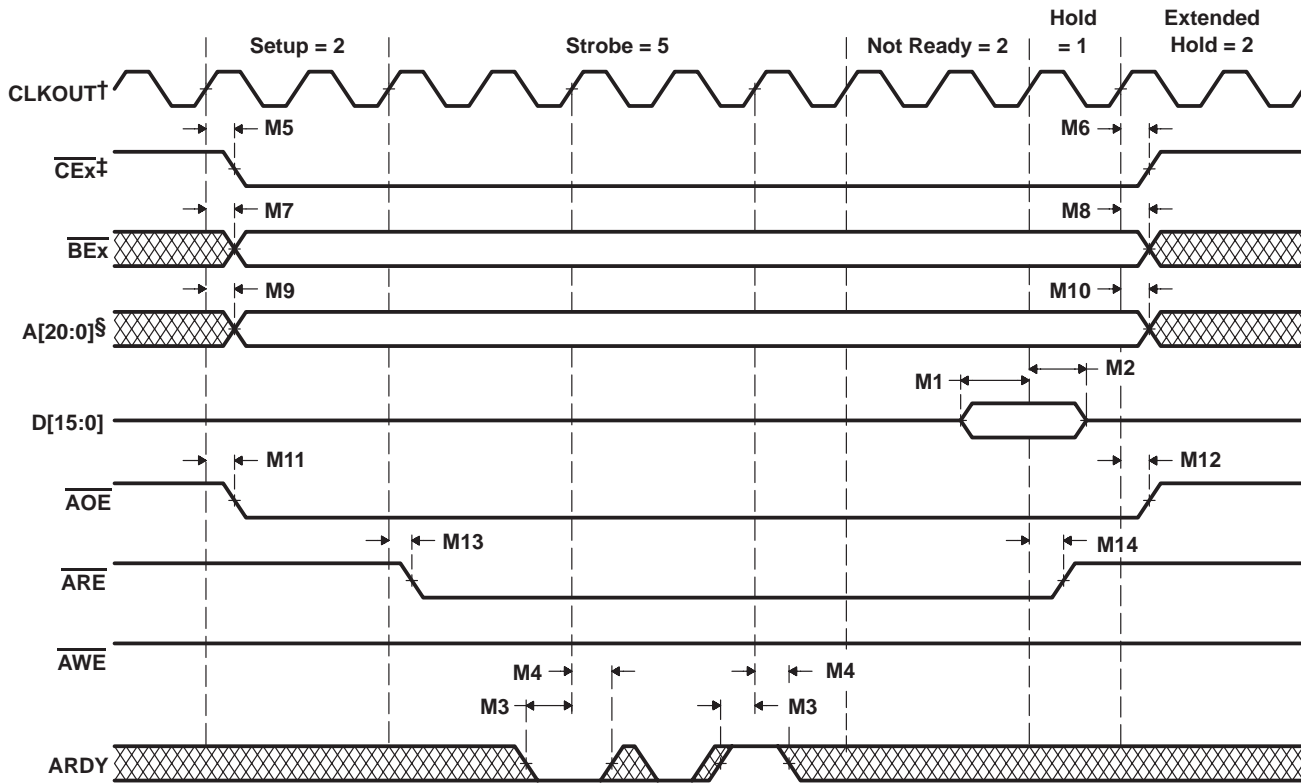 Hold Extended
Setup = 2 Strobe = 5 Not Ready = 2 = 1 Hold = 2
CLKOUT†
M5 M6
CEx‡
M7 M8
BEx
M9 M10
A[20:0]§
M1 M2
D[15:0]
M11 M12
AOE
M13 M14
ARE
AWE
M4 M4
M3 M3
ARDY